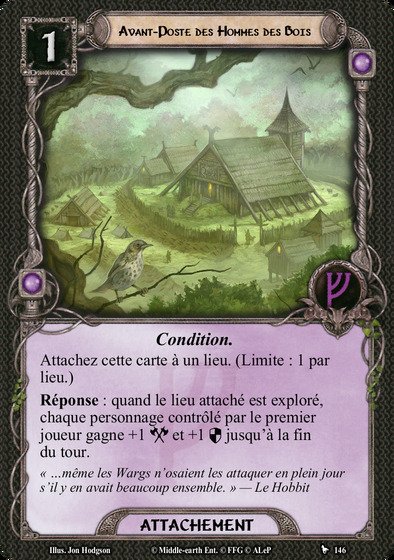 1
Avant-Poste des Hommes des Bois
Condition.
Attachez cette carte à un lieu. (Limite : 1 par
lieu.)
Réponse : quand le lieu attaché est exploré,
chaque personnage contrôlé par le premier
joueur gagne +1 et +1 jusqu'à la fin
du tour.
« …même les Wargs n'osaient les attaquer en plein jour
s'il y en avait beaucoup ensemble. » — Le Hobbit
ATTACHEMENT
Illus. Jon Hodgson © Middle-earth Ent. © FFG © ALeP 146